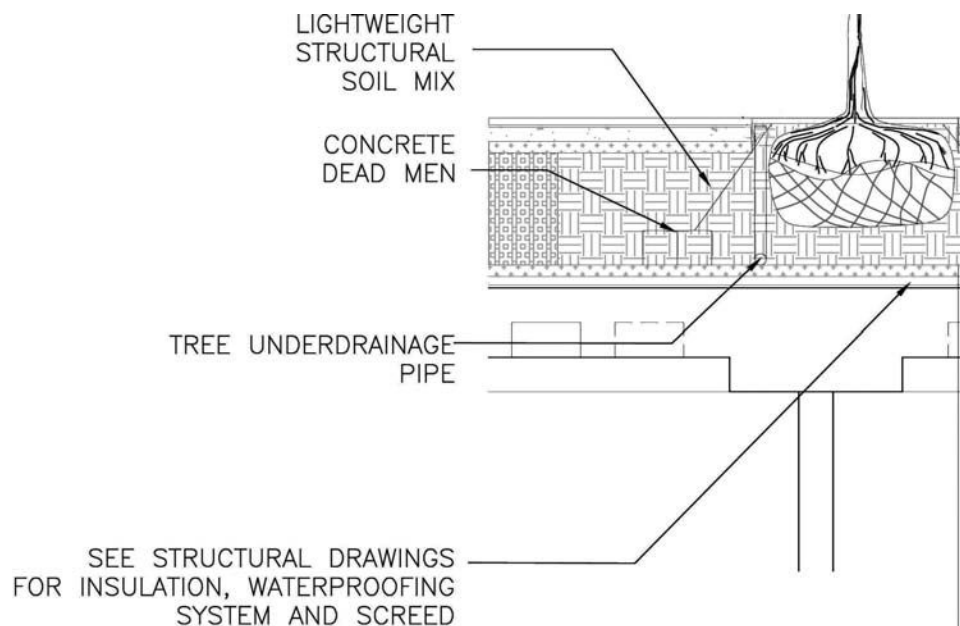 LIGHTWEIGHT
STRUCTURAL
SOIL MIX
CONCRETE
DEAD MEN
TREE UNDERDRAINAGE
PIPE
SEE STRUCTURAL DRAWINGS
FOR INSULATION, WATERPROOFING
SYSTEM AND SCREED